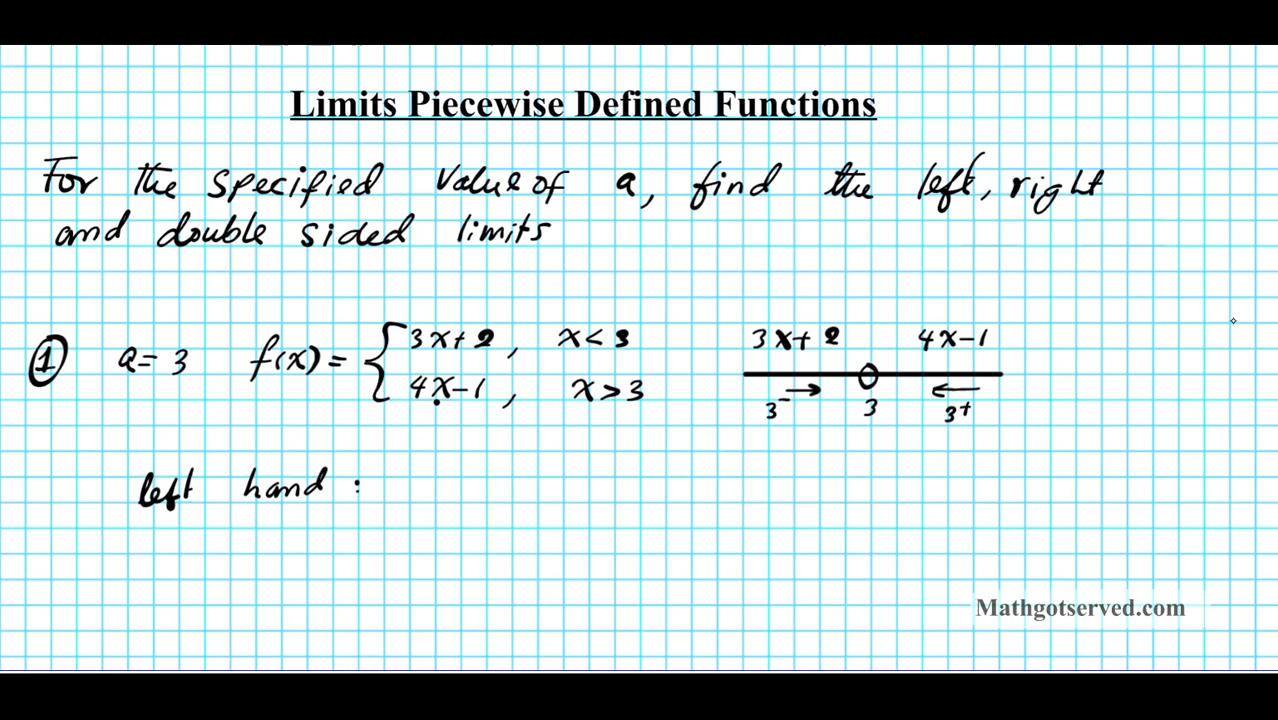 Limits Piecewise Defined Functions
For the specified value of a, find the left, right
and double sided limits
① a= 3 f(x)= { 3x+2, x<3 3x+2 4x-1
4x-1, x>3 3⁻ → 3 ← 3⁺
left hand :
Mathgotserved.com